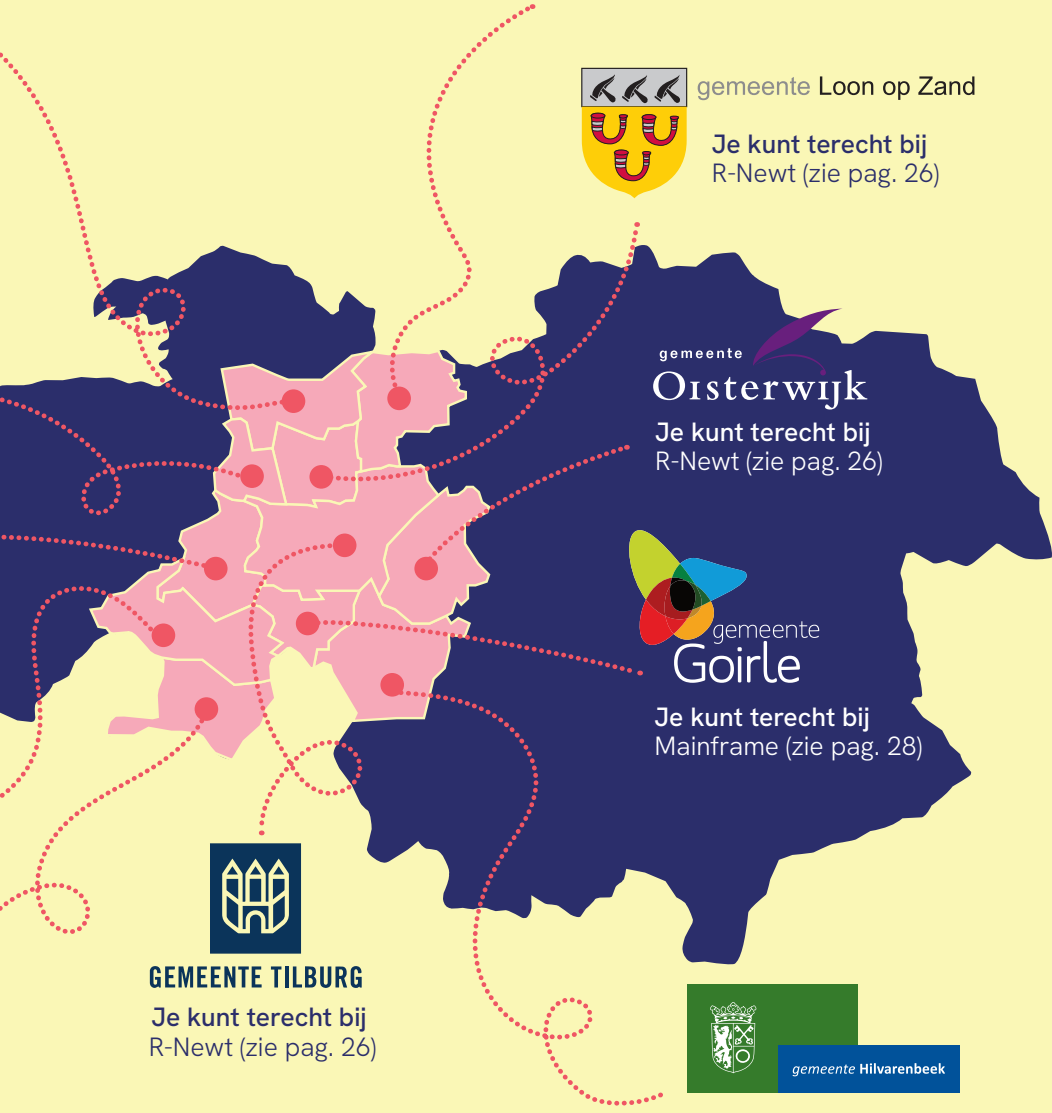 gemeente Loon op Zand
Je kunt terecht bij
R-Newt (zie pag. 26)
gemeente
Oisterwijk
Je kunt terecht bij
R-Newt (zie pag. 26)
gemeente
Goirle
Je kunt terecht bij
Mainframe (zie pag. 28)
GEMEENTE TILBURG
Je kunt terecht bij
R-Newt (zie pag. 26)
gemeente Hilvarenbeek